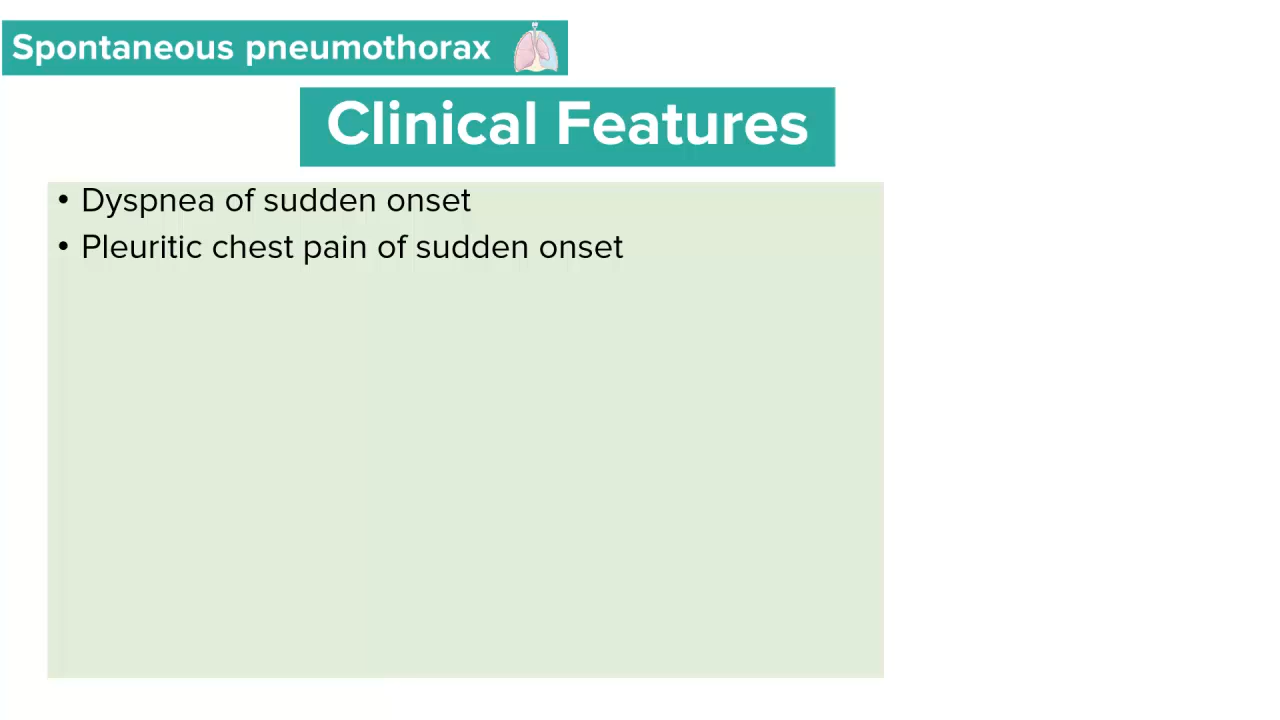 Spontaneous pneumothorax
Clinical Features
• Dyspnea of sudden onset
• Pleuritic chest pain of sudden onset